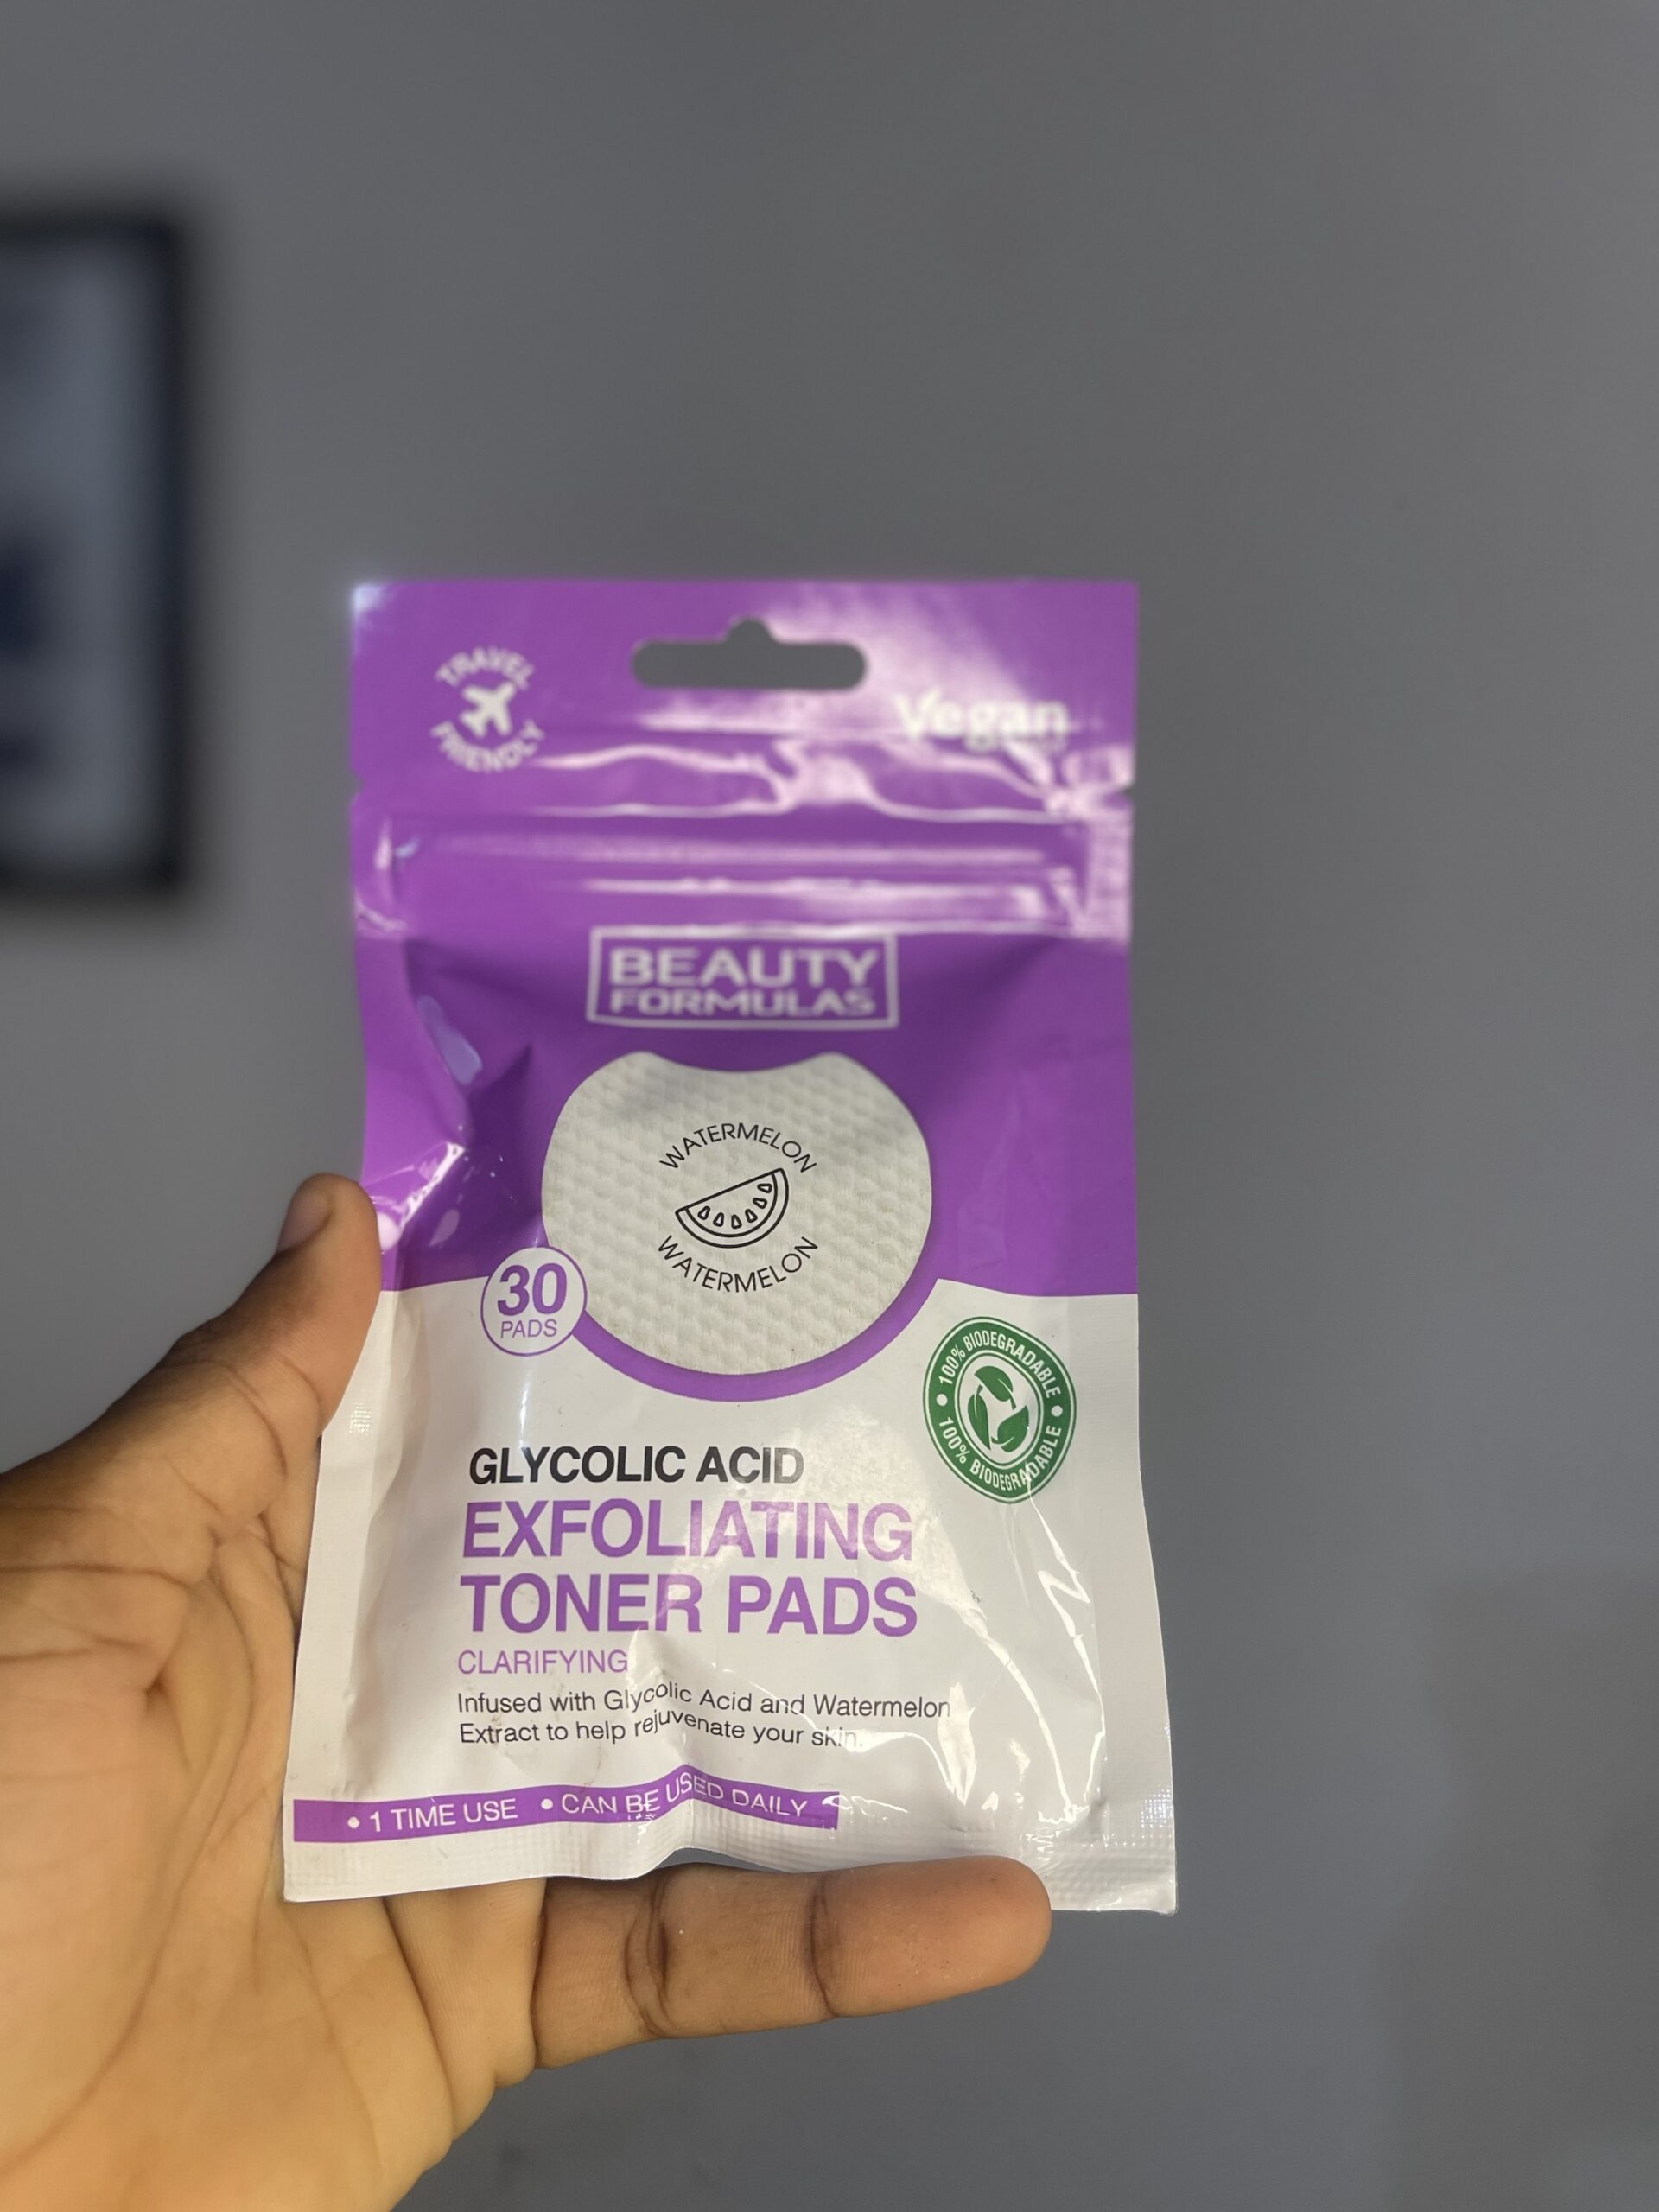 TRAVEL
FRIENDLY
Vegan
BEAUTY
FORMULAS
WATERMELON
WATERMELON
30
PADS
100% BIODEGRADABLE
100% BIODEGRADABLE
GLYCOLIC ACID
EXFOLIATING
TONER PADS
CLARIFYING
Infused with Glycolic Acid and Watermelon
Extract to help rejuvenate your skin.
• 1 TIME USE • CAN BE USED DAILY